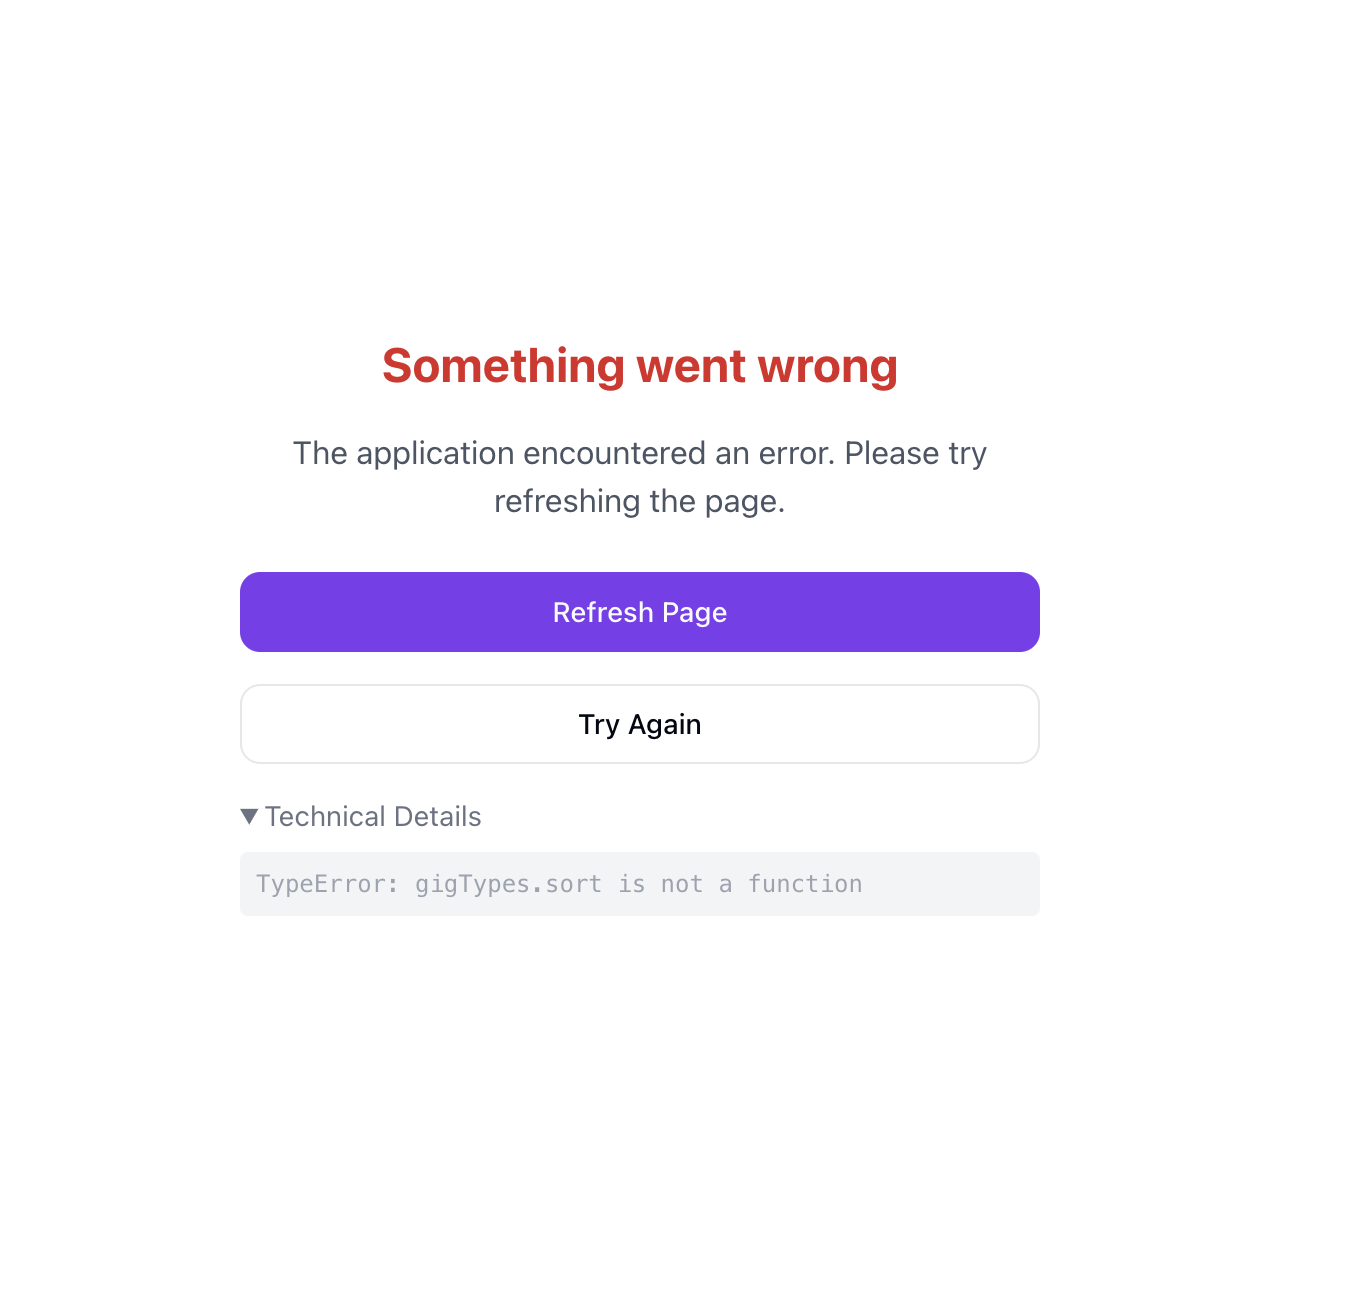 Something went wrong
The application encountered an error. Please try
refreshing the page.
Refresh Page
Try Again
▼ Technical Details
TypeError: gigTypes.sort is not a function